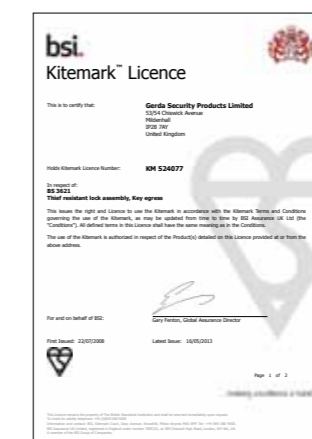 bsi.
Kitemark™ Licence
This is to certify that:
Gerda Security Products Limited
53/54 Chiswick Avenue
Mildenhall
IP28 7AY
United Kingdom
Holds Kitemark Licence Number:
KM 524077
In respect of:
BS 3621
Thief resistant lock assembly, Key egress
This issues the right and Licence to use the Kitemark in accordance with the Kitemark Terms and Conditions
governing the use of the Kitemark, as may be updated from time to time by BSI Assurance UK Ltd (the
"Conditions"). All defined terms in this Licence shall have the same meaning as in the Conditions.
The use of the Kitemark is authorized in respect of the Product(s) detailed on this Licence provided at or from the
above address.
For and on behalf of BSI:
Gary Fenton, Global Assurance Director
First Issued: 22/07/2008
Latest Issue: 16/05/2013
Page 1 of 2